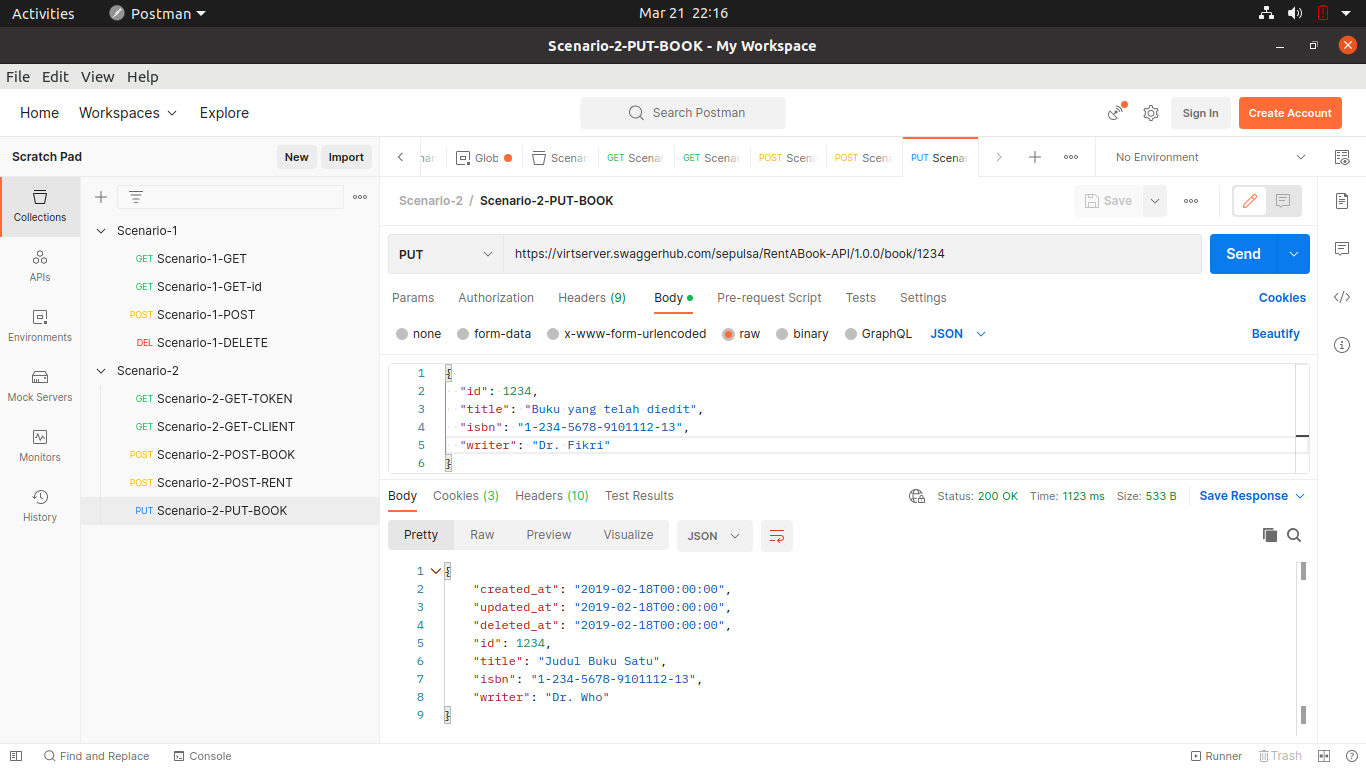 Activities Postman Mar 21 22:16
Scenario-2-PUT-BOOK - My Workspace
File Edit View Help
Home Workspaces Explore Search Postman Sign In Create Account
Scratch Pad New Import Glob Scenar GET Scenar GET Scenar POST Scena POST Scena PUT Scenar No Environment
Collections
APIs
Environments
Mock Servers
Monitors
History
Scenario-1
GET Scenario-1-GET
GET Scenario-1-GET-id
POST Scenario-1-POST
DEL Scenario-1-DELETE
Scenario-2
GET Scenario-2-GET-TOKEN
GET Scenario-2-GET-CLIENT
POST Scenario-2-POST-BOOK
POST Scenario-2-POST-RENT
PUT Scenario-2-PUT-BOOK
Scenario-2 / Scenario-2-PUT-BOOK Save
PUT https://virtserver.swaggerhub.com/sepulsa/RentABook-API/1.0.0/book/1234 Send
Params Authorization Headers (9) Body Pre-request Script Tests Settings Cookies
none form-data x-www-form-urlencoded raw binary GraphQL JSON Beautify
1 {
2 "id": 1234,
3 "title": "Buku yang telah diedit",
4 "isbn": "1-234-5678-9101112-13",
5 "writer": "Dr. Fikri"
6 }
Body Cookies (3) Headers (10) Test Results Status: 200 OK Time: 1123 ms Size: 533 B Save Response
Pretty Raw Preview Visualize JSON
1 {
2 "created_at": "2019-02-18T00:00:00",
3 "updated_at": "2019-02-18T00:00:00",
4 "deleted_at": "2019-02-18T00:00:00",
5 "id": 1234,
6 "title": "Judul Buku Satu",
7 "isbn": "1-234-5678-9101112-13",
8 "writer": "Dr. Who"
9 }
Find and Replace Console Runner Trash